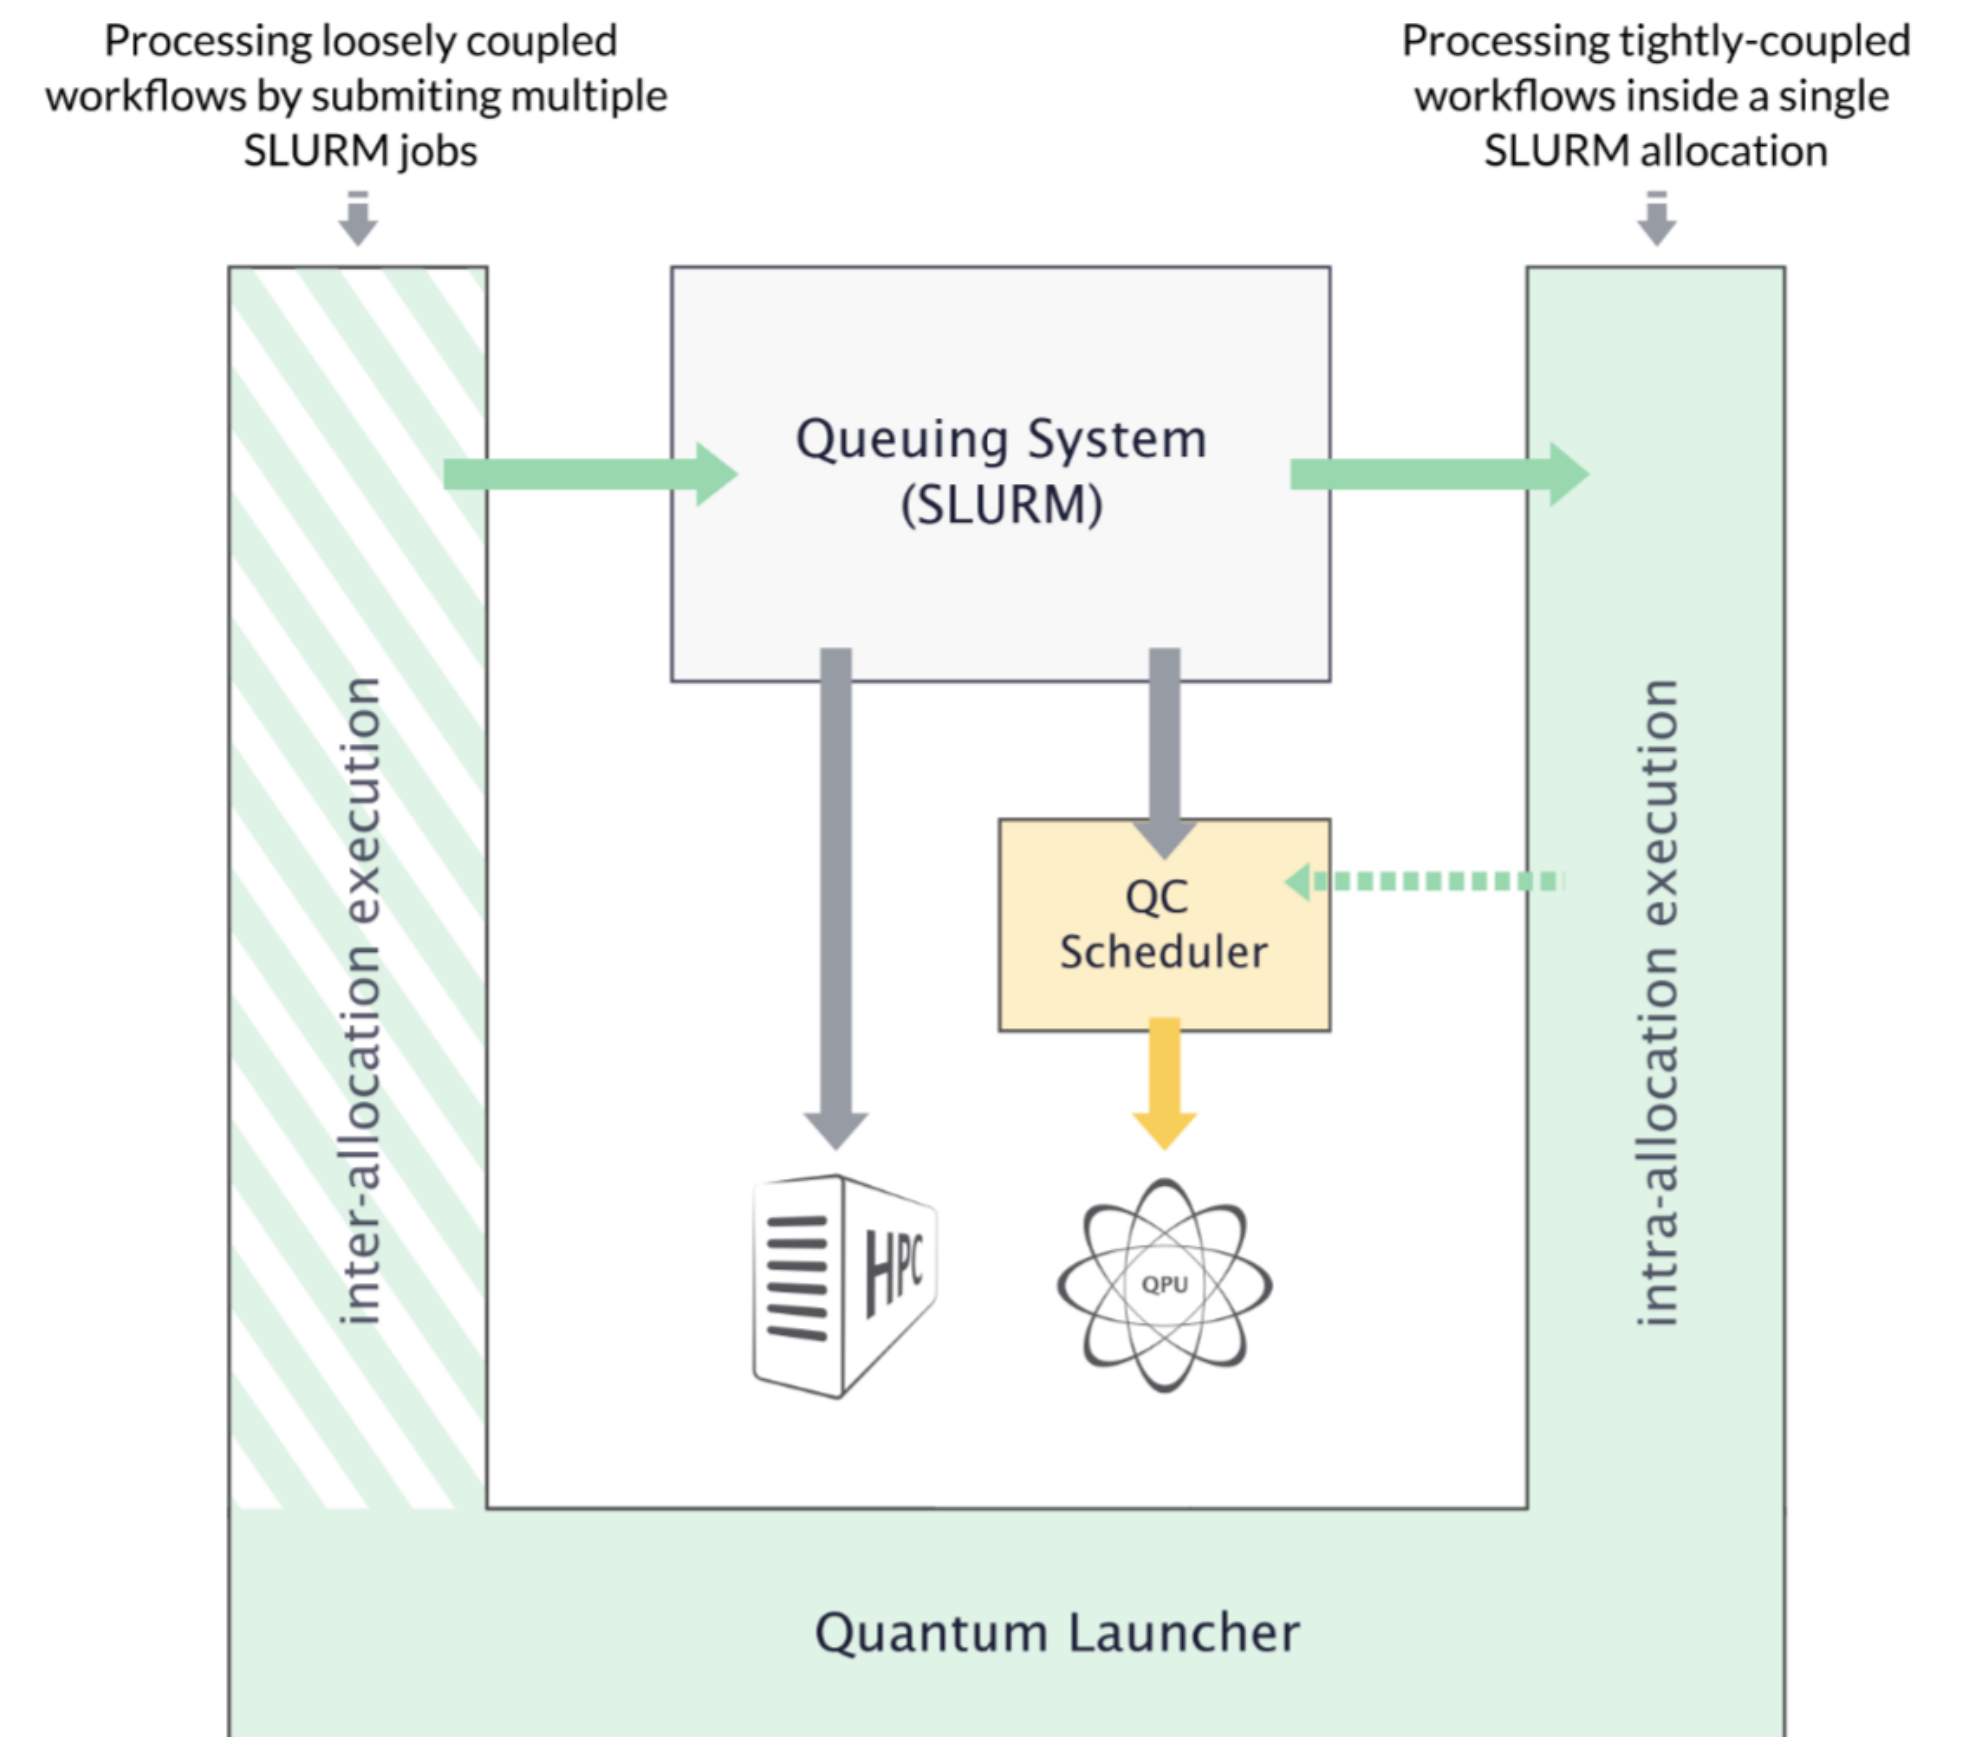 Processing loosely coupled
workflows by submiting multiple
SLURM jobs
Processing tightly-coupled
workflows inside a single
SLURM allocation
Queuing System
(SLURM)
inter-allocation execution
intra-allocation execution
QC
Scheduler
HPC
QPU
Quantum Launcher